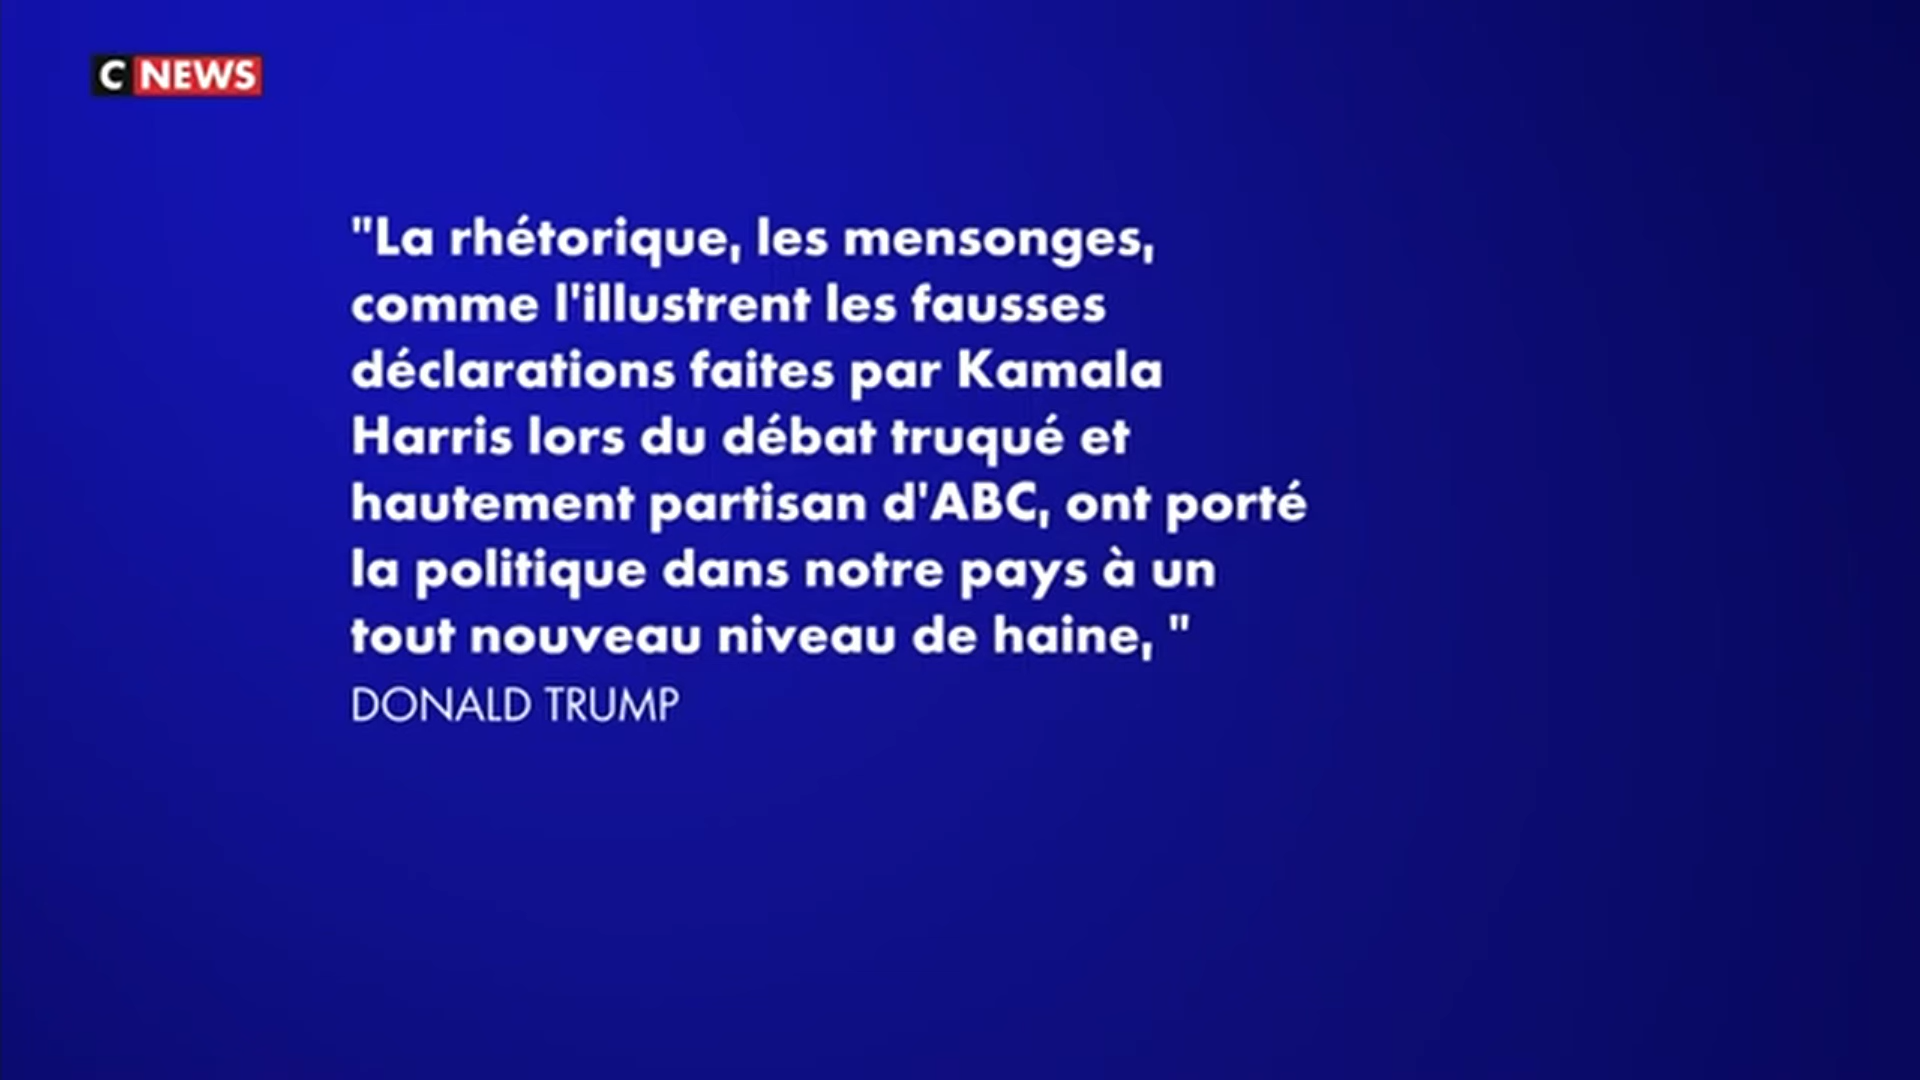 C NEWS
"La rhétorique, les mensonges,
comme l'illustrent les fausses
déclarations faites par Kamala
Harris lors du débat truqué et
hautement partisan d'ABC, ont porté
la politique dans notre pays à un
tout nouveau niveau de haine, "
DONALD TRUMP